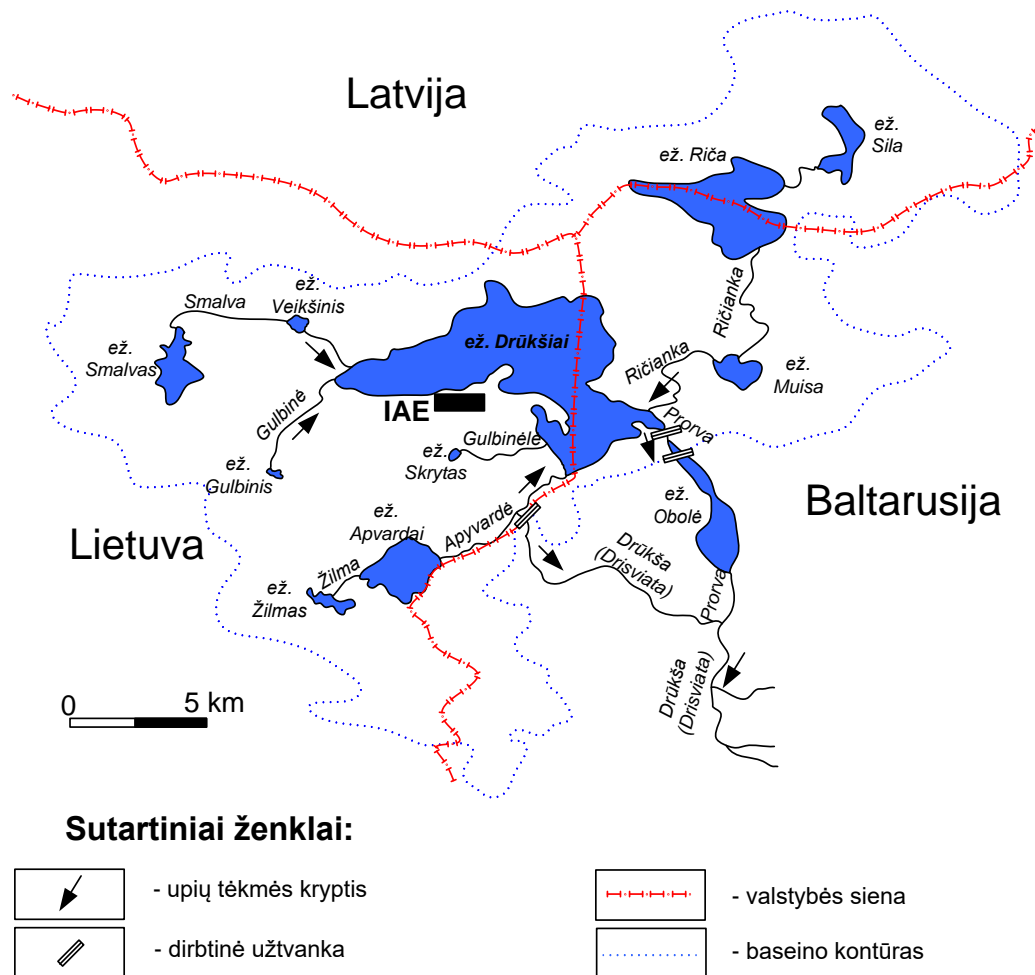 Latvija
ež.
Sila
ež. Riča
Ričianka
ež.
Veikšinis
Smalva
ež.
Smalvas
ež. Drūkšiai
Ričianka
ež.
Muisa
IAE
Gulbinė
Prorva
Gulbinėlė
ež.
Skrytas
ež.
Gulbinis
ež.
Obolė
Baltarusija
Lietuva
ež.
Apvardai
Apyvardė
Drūkša
(Drisviata)
Žilma
ež.
Žilmas
Prorva
Drūkša
(Drisviata)
0 5 km
Sutartiniai ženklai:
- upių tėkmės kryptis
- valstybės siena
- dirbtinė užtvanka
- baseino kontūras